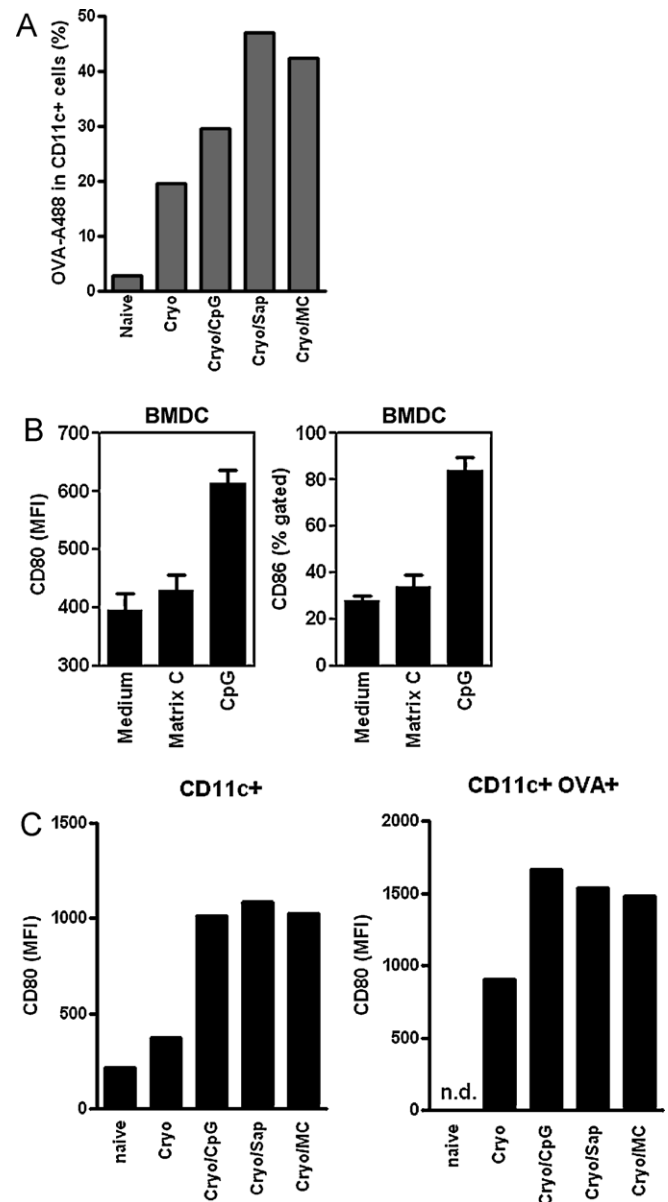 A
OVA-A488 in CD11c+ cells (%)
50
40
30
20
10
0
Naive
Cryo
Cryo/CpG
Cryo/Sap
Cryo/MC
B
BMDC
CD80 (MFI)
700
600
500
400
300
Medium
Matrix C
CpG
BMDC
CD86 (% gated)
100
80
60
40
20
0
Medium
Matrix C
CpG
C
CD11c+
CD80 (MFI)
1500
1000
500
0
naive
Cryo
Cryo/CpG
Cryo/Sap
Cryo/MC
CD11c+ OVA+
CD80 (MFI)
2000
1500
1000
500
0
n.d.
naive
Cryo
Cryo/CpG
Cryo/Sap
Cryo/MC